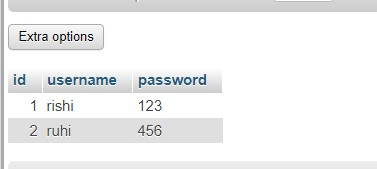 Extra options
id username password
1 rishi 123
2 ruhi 456